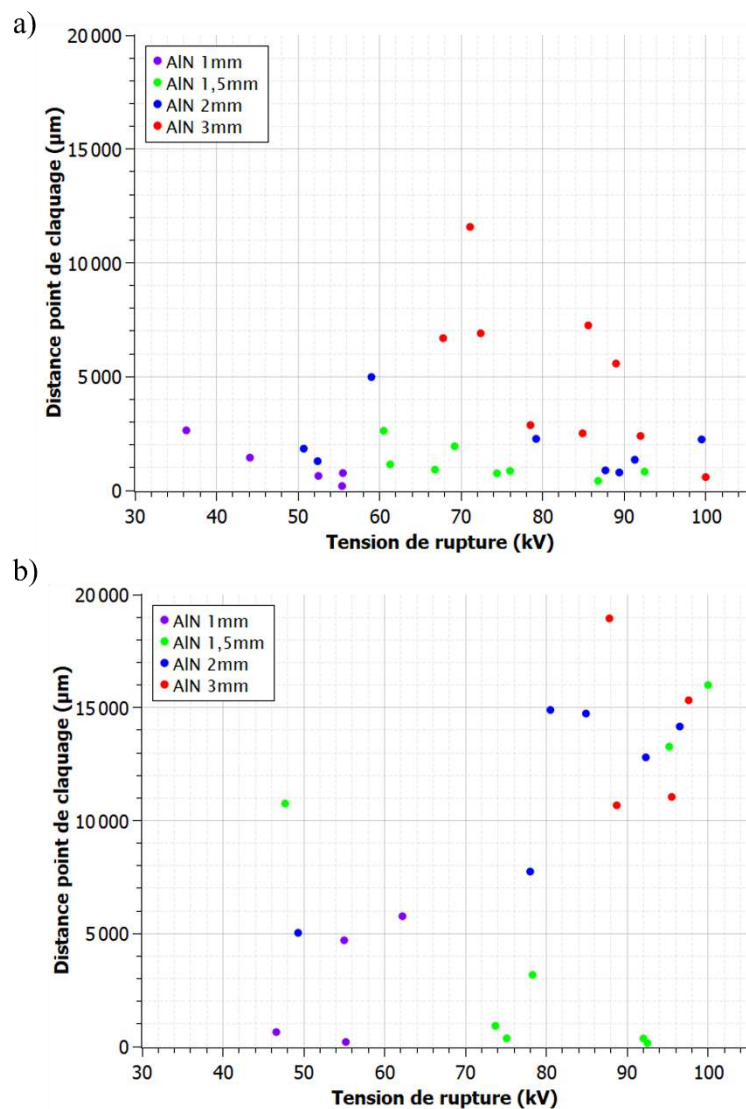 a)
20 000
15 000
10 000
5 000
0
Distance point de claquage (µm)
AlN 1mm
AlN 1,5mm
AlN 2mm
AlN 3mm
30 40 50 60 70 80 90 100
Tension de rupture (kV)
b)
20 000
15 000
10 000
5 000
0
Distance point de claquage (µm)
AlN 1mm
AlN 1,5mm
AlN 2mm
AlN 3mm
30 40 50 60 70 80 90 100
Tension de rupture (kV)